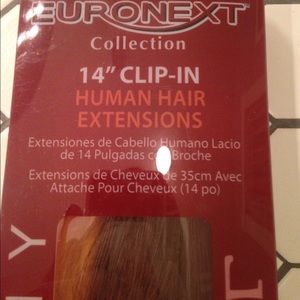 EURONEXT
Collection
14" CLIP-IN
HUMAN HAIR
EXTENSIONS
Extensiones de Cabello Humano Lacio
de 14 Pulgadas con Broche
Extensions de Cheveux de 35cm Avec
Attache Pour Cheveux (14 po)